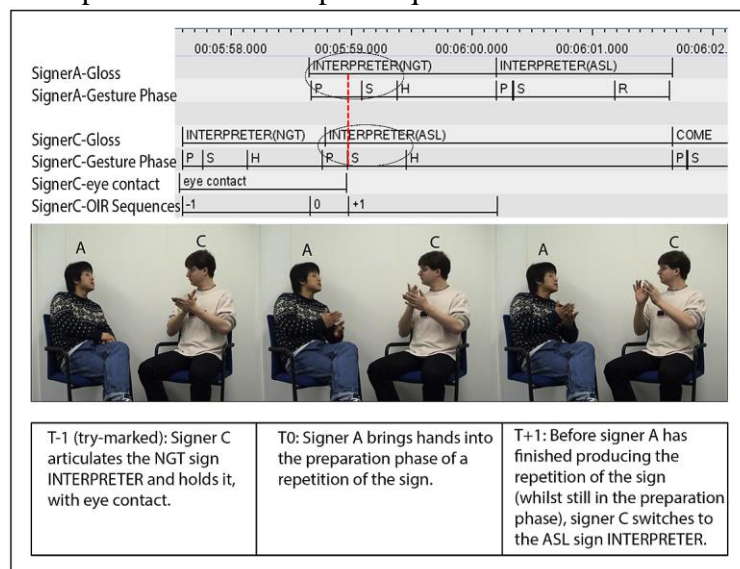 00:05:58.000 00:05:59.000 00:06:00.000 00:06:01.000 00:06:02.
SignerA-Gloss INTERPRETER(NGT) INTERPRETER(ASL)
SignerA-Gesture Phase P S H P S R
SignerC-Gloss INTERPRETER(NGT) INTERPRETER(ASL) COME
SignerC-Gesture Phase P S H P S H P S
SignerC-eye contact eye contact
SignerC-OIR Sequences -1 0 +1
A C A C A C
T-1 (try-marked): Signer C
articulates the NGT sign
INTERPRETER and holds it,
with eye contact.
T0: Signer A brings hands into
the preparation phase of a
repetition of the sign.
T+1: Before signer A has
finished producing the
repetition of the sign
(whilst still in the preparation
phase), signer C switches to
the ASL sign INTERPRETER.